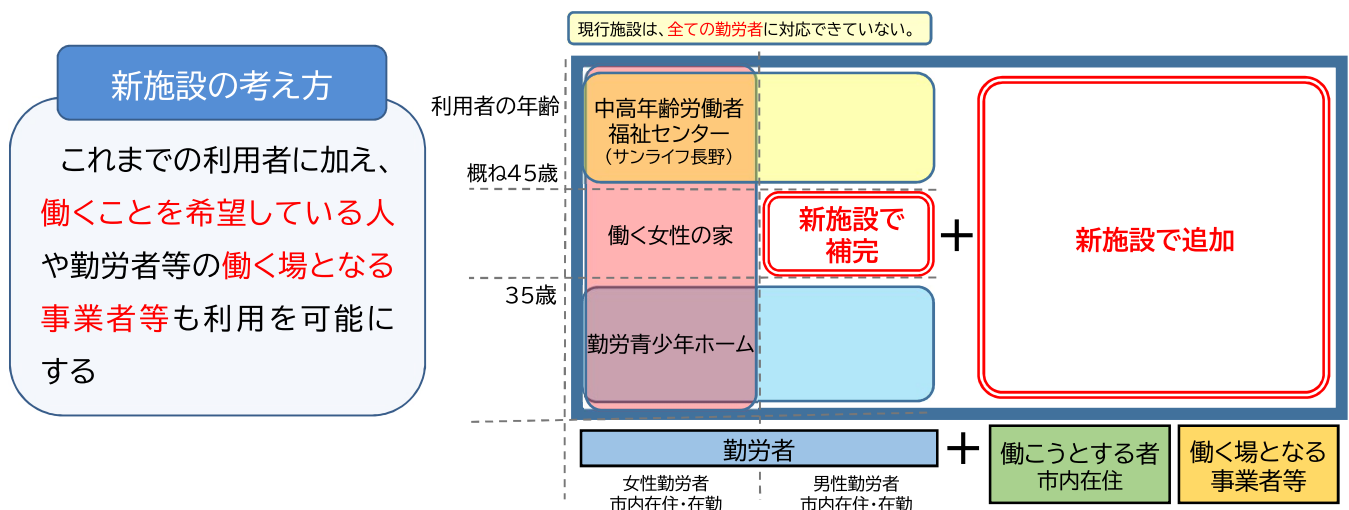 現行施設は、全ての勤労者に対応できていない。
新施設の考え方
これまでの利用者に加え、
働くことを希望している人
や勤労者等の働く場となる
事業者等も利用を可能に
する
利用者の年齢
概ね45歳
35歳
中高年齢労働者
福祉センター
（サンライフ長野）
働く女性の家
勤労青少年ホーム
新施設で
補完
＋
新施設で追加
勤労者
＋
働こうとする者
市内在住
働く場となる
事業者等
女性勤労者
市内在住・在勤
男性勤労者
市内在住・在勤